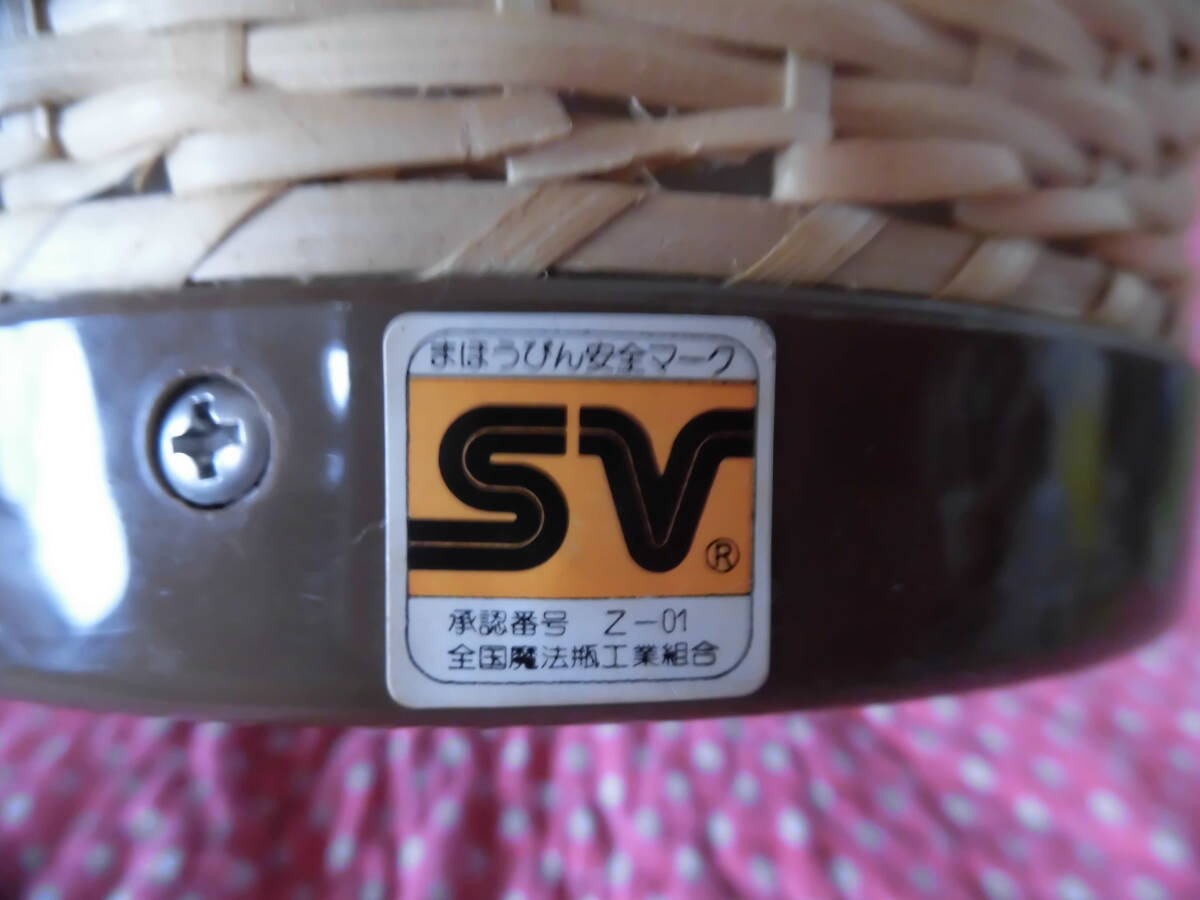 まほうびん安全マーク
SV®
承認番号 Z-01
全国魔法瓶工業組合